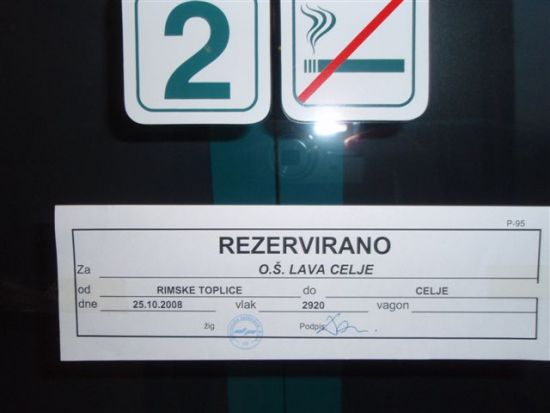 2
P-95
REZERVIRANO
Za O.Š. LAVA CELJE
od RIMSKE TOPLICE do CELJE
dne 25.10.2008 vlak 2920 vagon
žig Podpis